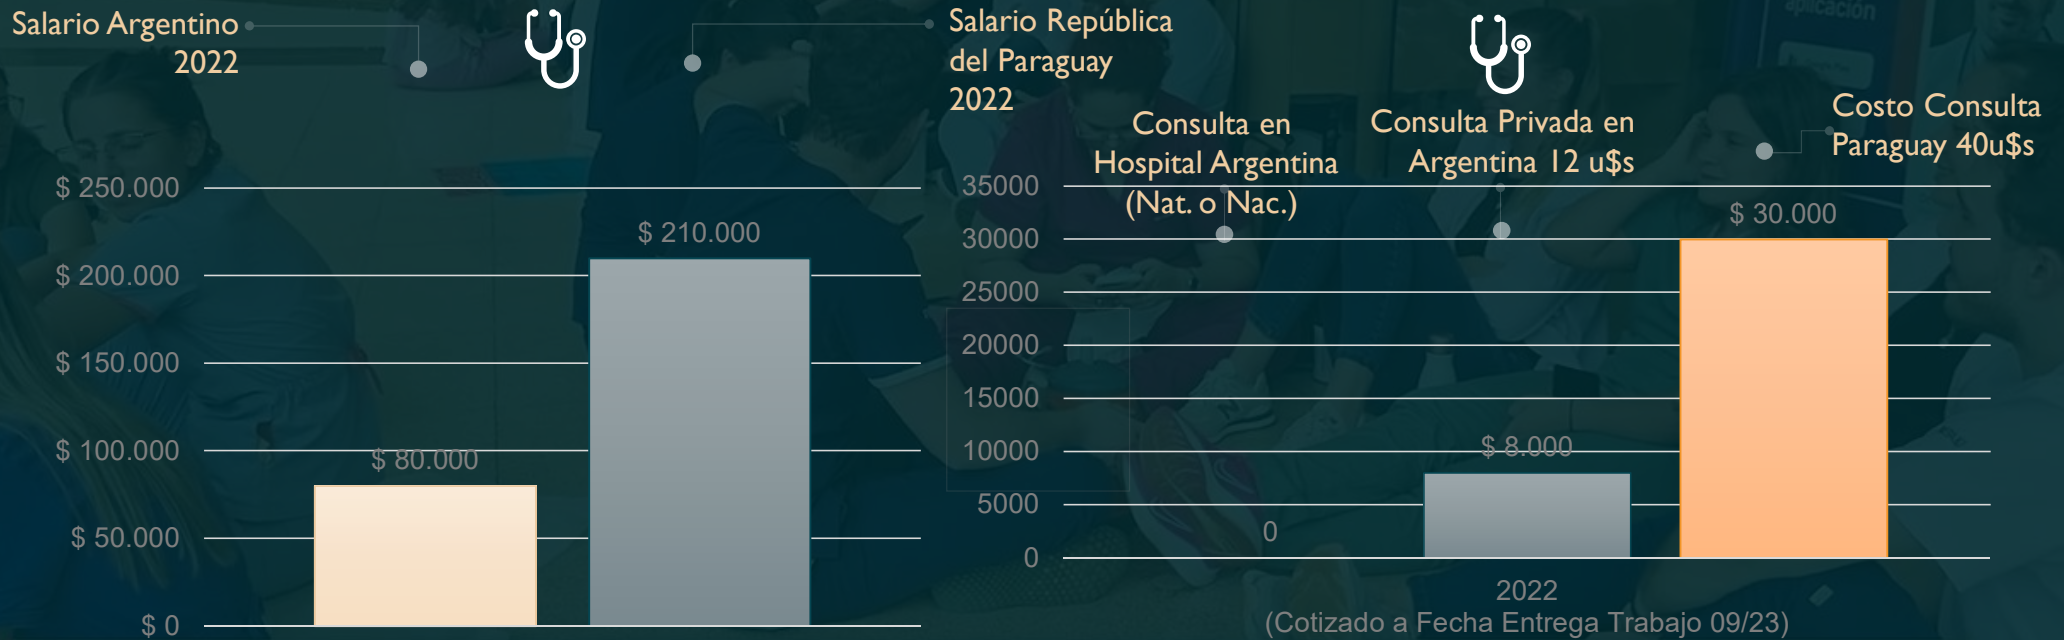 Salario Argentino
2022
Salario República
del Paraguay
2022
$ 250.000
$ 200.000
$ 150.000
$ 100.000
$ 50.000
$ 0
$ 80.000
$ 210.000
aplicación
Consulta en
Hospital Argentina
(Nat. o Nac.)
Consulta Privada en
Argentina 12 u$s
Costo Consulta
Paraguay 40u$s
35000
30000
25000
20000
15000
10000
5000
0
0
$ 8.000
$ 30.000
2022
(Cotizado a Fecha Entrega Trabajo 09/23)